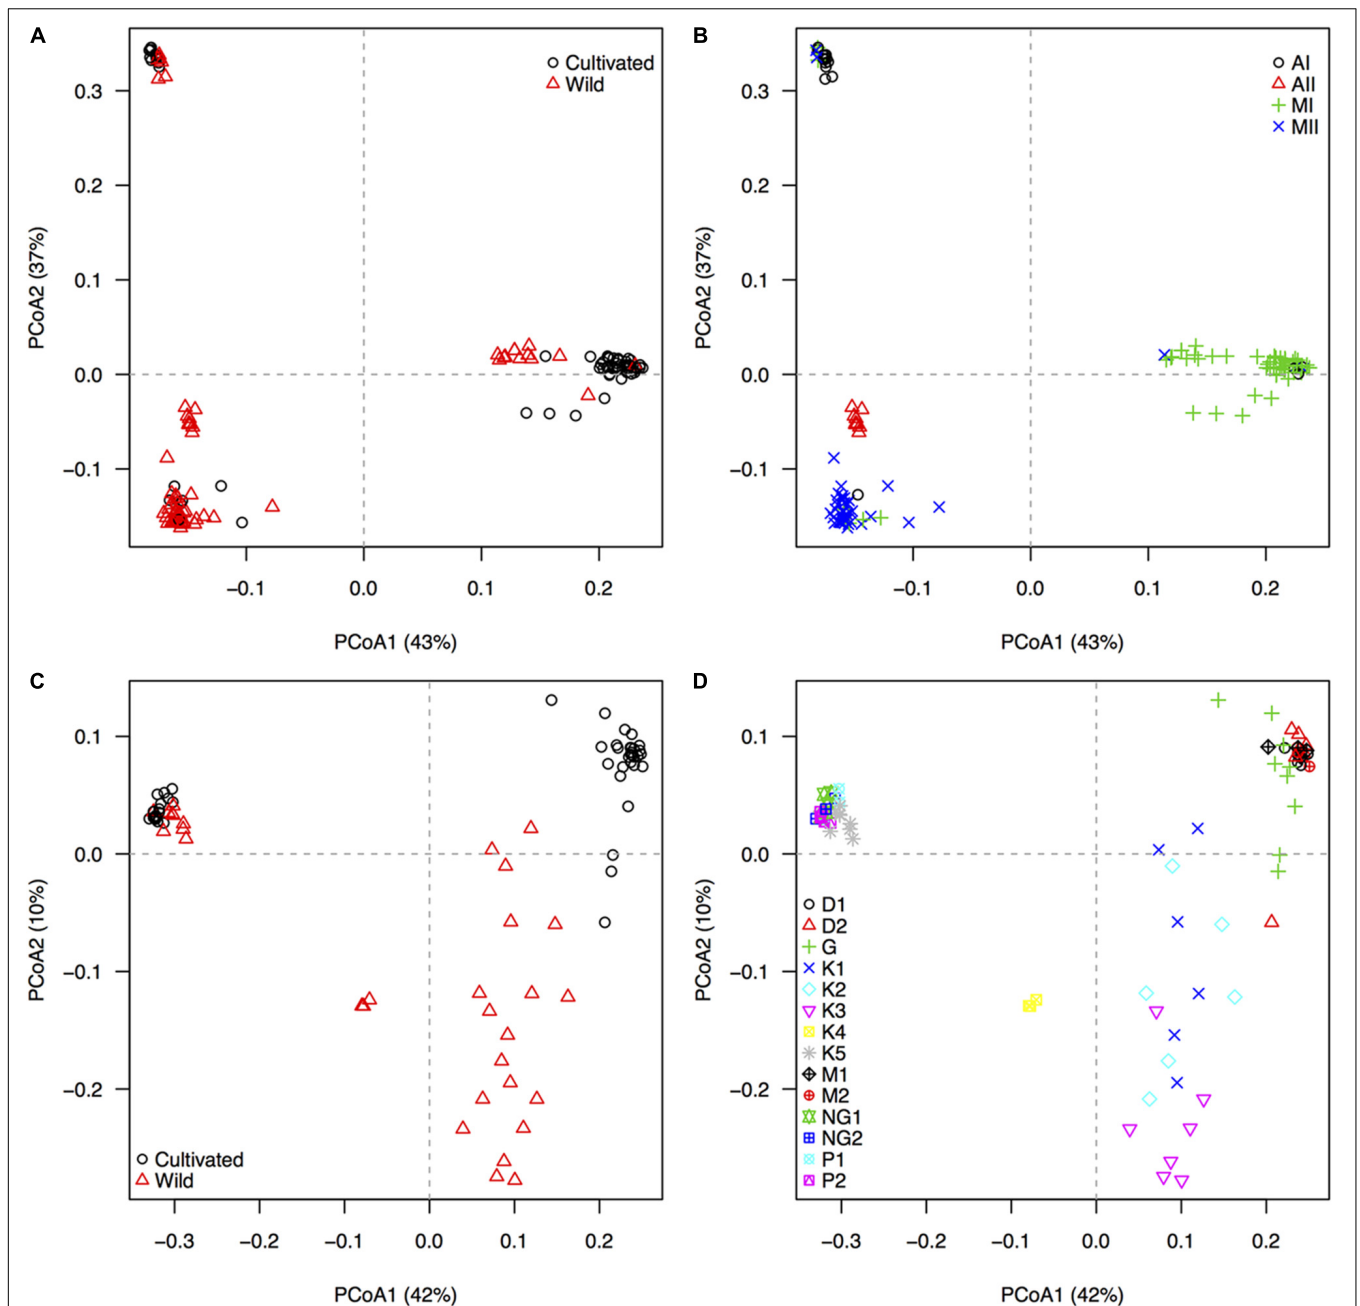 A
Cultivated
Wild
0.3
0.2
0.1
0.0
−0.1
PCoA2 (37%)
−0.1 0.0 0.1 0.2
PCoA1 (43%)
B
AI
AII
MI
MII
0.3
0.2
0.1
0.0
−0.1
PCoA2 (37%)
−0.1 0.0 0.1 0.2
PCoA1 (43%)
C
0.1
0.0
−0.1
−0.2
PCoA2 (10%)
Cultivated
Wild
−0.3 −0.2 −0.1 0.0 0.1 0.2
PCoA1 (42%)
D
0.1
0.0
−0.1
−0.2
PCoA2 (10%)
D1
D2
G
K1
K2
K3
K4
K5
M1
M2
NG1
NG2
P1
P2
−0.3 −0.2 −0.1 0.0 0.1 0.2
PCoA1 (42%)